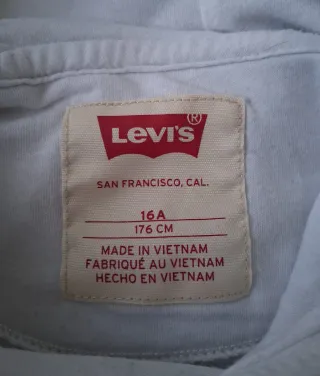 LEVI'S®
SAN FRANCISCO, CAL.
16A
176 CM
MADE IN VIETNAM
FABRIQUÉ AU VIETNAM
HECHO EN VIETNAM